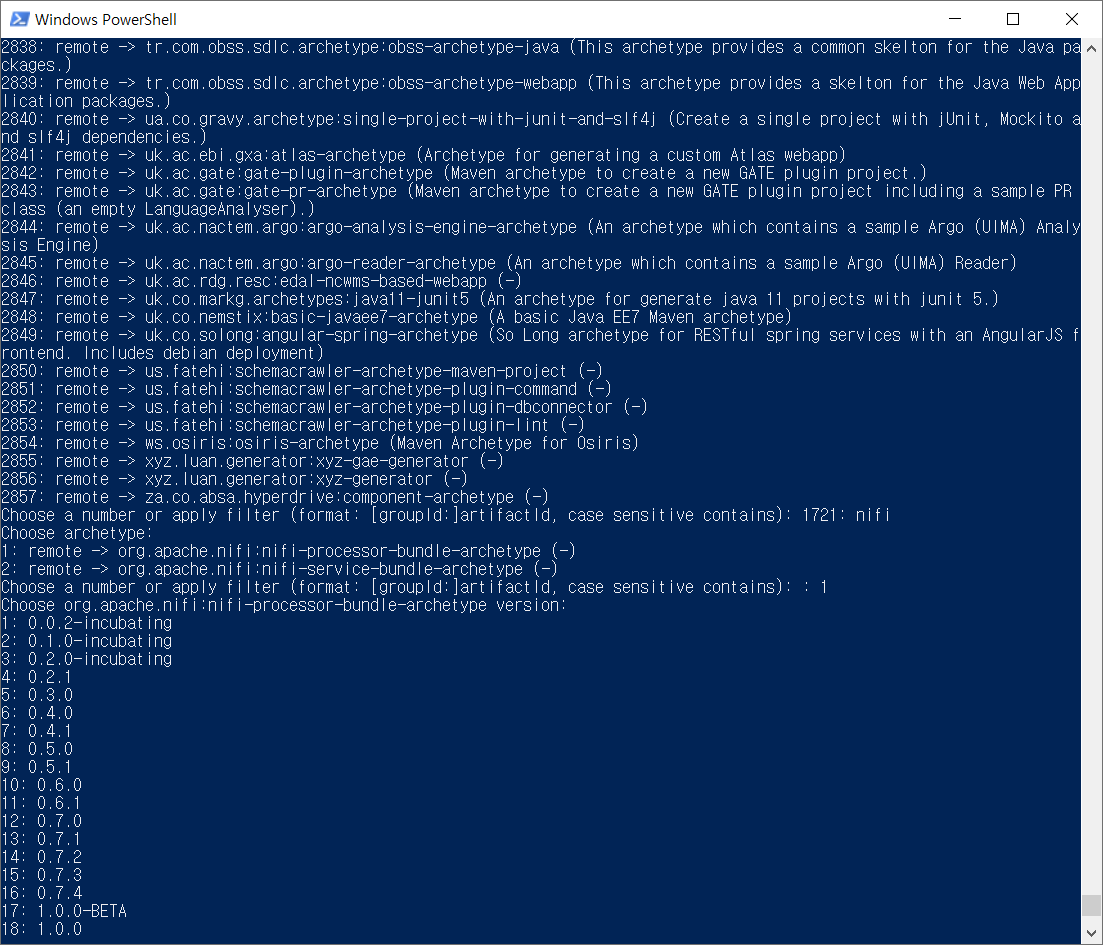 Windows PowerShell
2838: remote -> tr.com.obss.sdlc.archetype:obss-archetype-java (This archetype provides a common skelton for the Java pa
ckages.)
2839: remote -> tr.com.obss.sdlc.archetype:obss-archetype-webapp (This archetype provides a skelton for the Java Web App
lication packages.)
2840: remote -> ua.co.gravy.archetype:single-project-with-junit-and-slf4j (Create a single project with jUnit, Mockito a
nd slf4j dependencies.)
2841: remote -> uk.ac.ebi.gxa:atlas-archetype (Archetype for generating a custom Atlas webapp)
2842: remote -> uk.ac.gate:gate-plugin-archetype (Maven archetype to create a new GATE plugin project.)
2843: remote -> uk.ac.gate:gate-pr-archetype (Maven archetype to create a new GATE plugin project including a sample PR
class (an empty LanguageAnalyser).)
2844: remote -> uk.ac.nactem.argo:argo-analysis-engine-archetype (An archetype which contains a sample Argo (UIMA) Analy
sis Engine)
2845: remote -> uk.ac.nactem.argo:argo-reader-archetype (An archetype which contains a sample Argo (UIMA) Reader)
2846: remote -> uk.ac.rdg.resc:edal-ncwms-based-webapp (-)
2847: remote -> uk.co.markg.archetypes:java11-junit5 (An archetype for generate java 11 projects with junit 5.)
2848: remote -> uk.co.nemstix:basic-javaee7-archetype (A basic Java EE7 Maven archetype)
2849: remote -> uk.co.solong:angular-spring-archetype (So Long archetype for RESTful spring services with an AngularJS f
rontend. Includes debian deployment)
2850: remote -> us.fatehi:schemacrawler-archetype-maven-project (-)
2851: remote -> us.fatehi:schemacrawler-archetype-plugin-command (-)
2852: remote -> us.fatehi:schemacrawler-archetype-plugin-dbconnector (-)
2853: remote -> us.fatehi:schemacrawler-archetype-plugin-lint (-)
2854: remote -> ws.osiris:osiris-archetype (Maven Archetype for Osiris)
2855: remote -> xyz.luan.generator:xyz-gae-generator (-)
2856: remote -> xyz.luan.generator:xyz-generator (-)
2857: remote -> za.co.absa.hyperdrive:component-archetype (-)
Choose a number or apply filter (format: [groupId:]artifactId, case sensitive contains): 1721: nifi
Choose archetype:
1: remote -> org.apache.nifi:nifi-processor-bundle-archetype (-)
2: remote -> org.apache.nifi:nifi-service-bundle-archetype (-)
Choose a number or apply filter (format: [groupId:]artifactId, case sensitive contains): : 1
Choose org.apache.nifi:nifi-processor-bundle-archetype version:
1: 0.0.2-incubating
2: 0.1.0-incubating
3: 0.2.0-incubating
4: 0.2.1
5: 0.3.0
6: 0.4.0
7: 0.4.1
8: 0.5.0
9: 0.5.1
10: 0.6.0
11: 0.6.1
12: 0.7.0
13: 0.7.1
14: 0.7.2
15: 0.7.3
16: 0.7.4
17: 1.0.0-BETA
18: 1.0.0